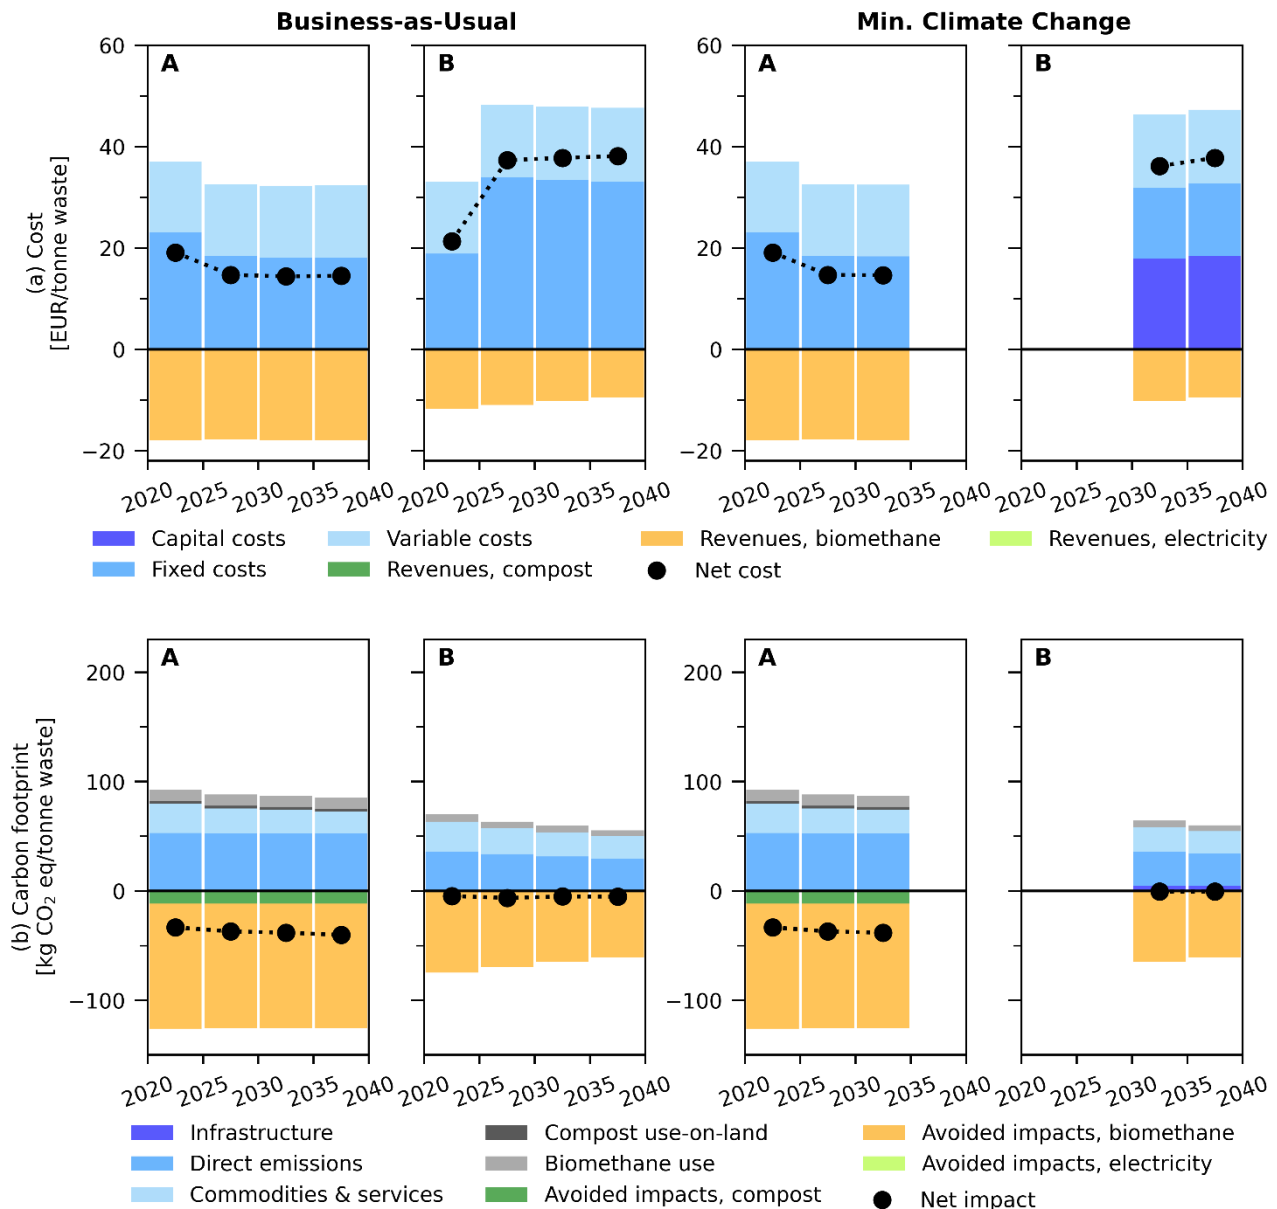 Business-as-Usual Min. Climate Change
A B A B
60
40
20
0
−20
(a) Cost
[EUR/tonne waste]
2020 2025 2030 2035 2040 2020 2025 2030 2035 2040 2020 2025 2030 2035 2040 2020 2025 2030 2035 2040
Capital costs Variable costs Revenues, biomethane Revenues, electricity
Fixed costs Revenues, compost Net cost
A B A B
200
100
0
−100
(b) Carbon footprint
[kg CO₂ eq/tonne waste]
60
40
20
0
−20
200
100
0
−100
2020 2025 2030 2035 2040 2020 2025 2030 2035 2040 2020 2025 2030 2035 2040 2020 2025 2030 2035 2040
Infrastructure Compost use-on-land Avoided impacts, biomethane
Direct emissions Biomethane use Avoided impacts, electricity
Commodities & services Avoided impacts, compost Net impact